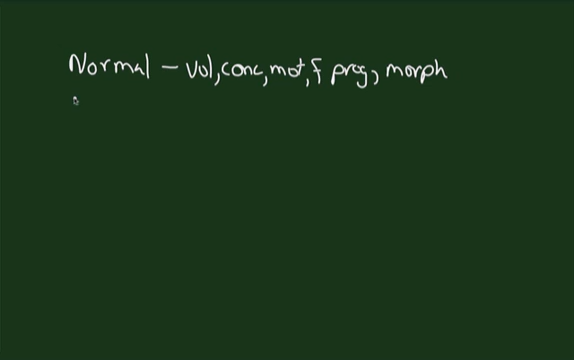 Normal – vol, conc, mot, f prog, morph